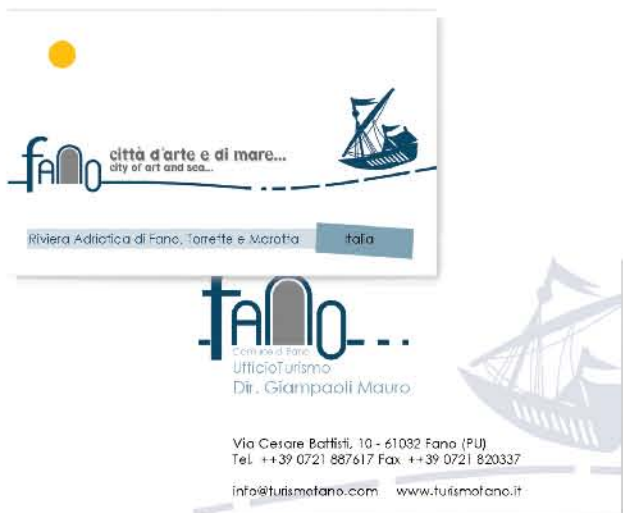 fANO
città d'arte e di mare...
city of art and sea...
Riviera Adriatica di Fano, Torrette e Marotta
Italia
fANO
Comune di Fano
UfficioTurismo
Dir. Giampaoli Mauro
Via Cesare Battisti, 10 - 61032 Fano (PU)
Tel. ++39 0721 887617 Fax ++39 0721 820337
info@turismofano.com www.turismofano.it